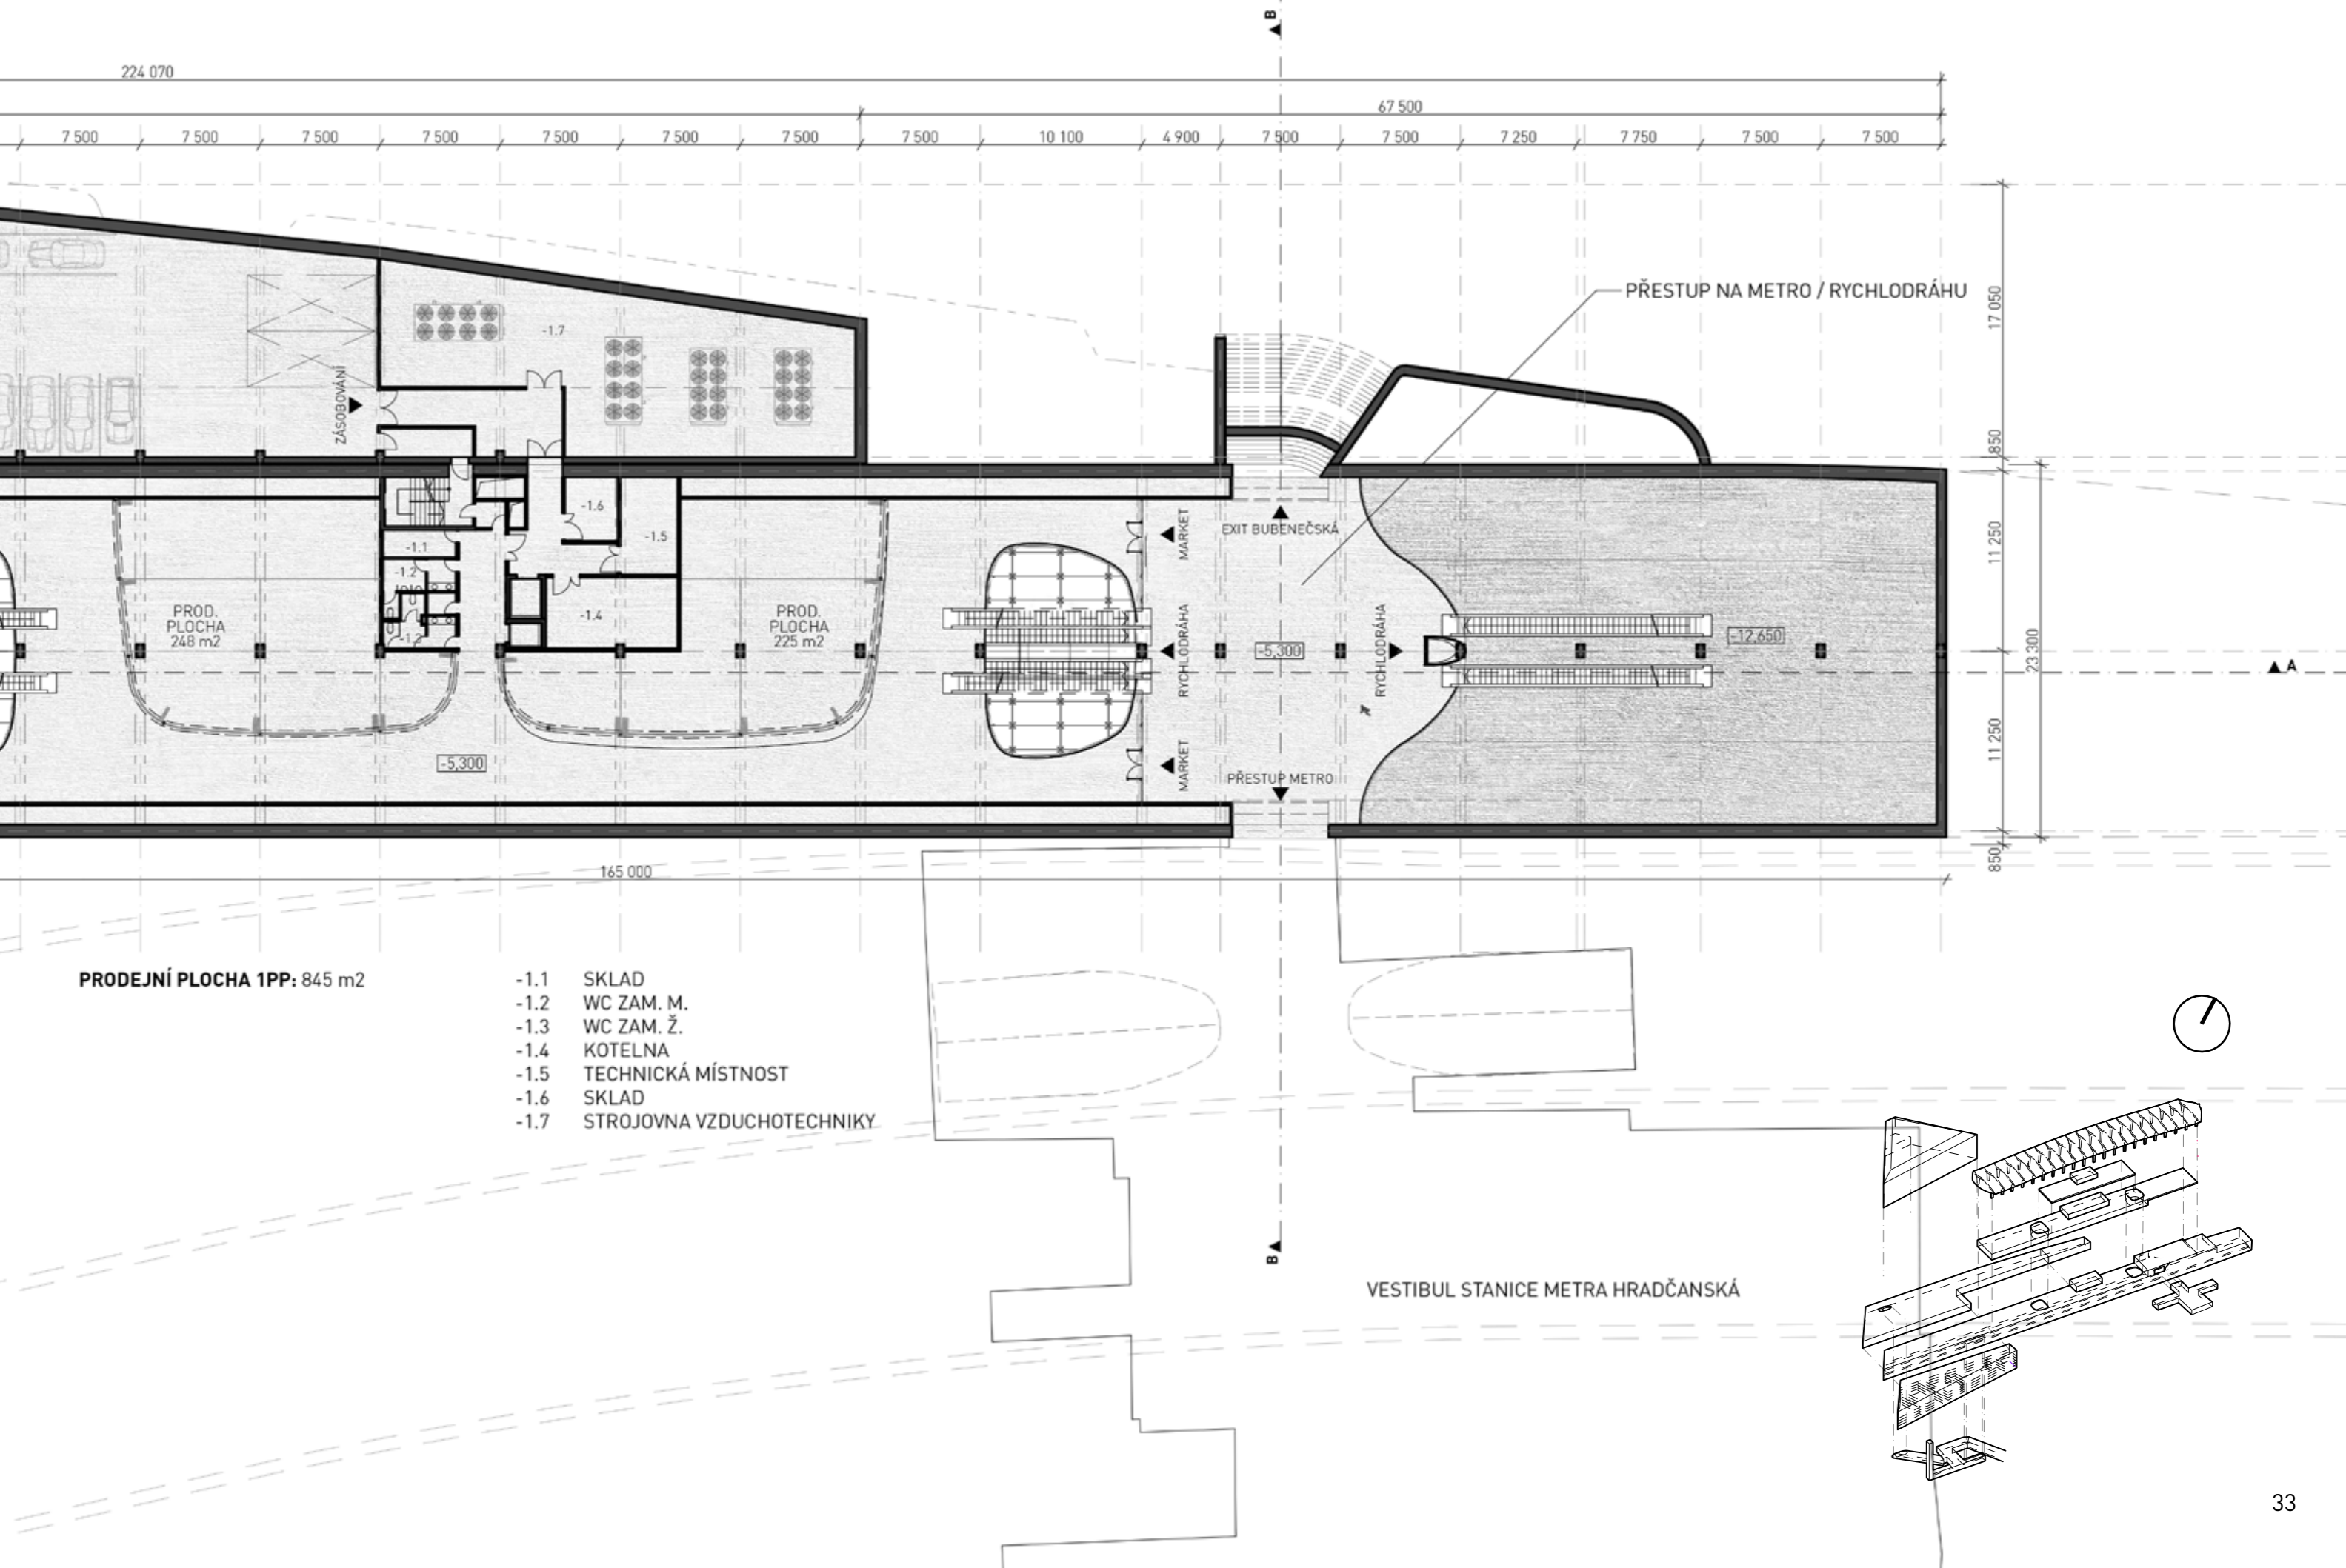 B
224 070
67 500
7 500
7 500
7 500
7 500
7 500
7 500
7 500
7 500
10 100
4 900
7 500
7 500
7 250
7 750
7 500
7 500
PŘESTUP NA METRO / RYCHLODRÁHU
17 050
850
11 250
23 300
11 250
850
-1.7
ZÁSOBOVÁNÍ
-1.6
-1.5
-1.1
-1.2
-1.3
-1.4
PROD.
PLOCHA
248 m2
PROD.
PLOCHA
225 m2
MARKET
EXIT BUBENEČSKÁ
RYCHLODRÁHA
-5,300
RYCHLODRÁHA
-12,650
A
MARKET
PŘESTUP METRO
-5,300
165 000
PRODEJNÍ PLOCHA 1PP: 845 m2
-1.1 SKLAD
-1.2 WC ZAM. M.
-1.3 WC ZAM. Ž.
-1.4 KOTELNA
-1.5 TECHNICKÁ MÍSTNOST
-1.6 SKLAD
-1.7 STROJOVNA VZDUCHOTECHNIKY
B
VESTIBUL STANICE METRA HRADČANSKÁ
33